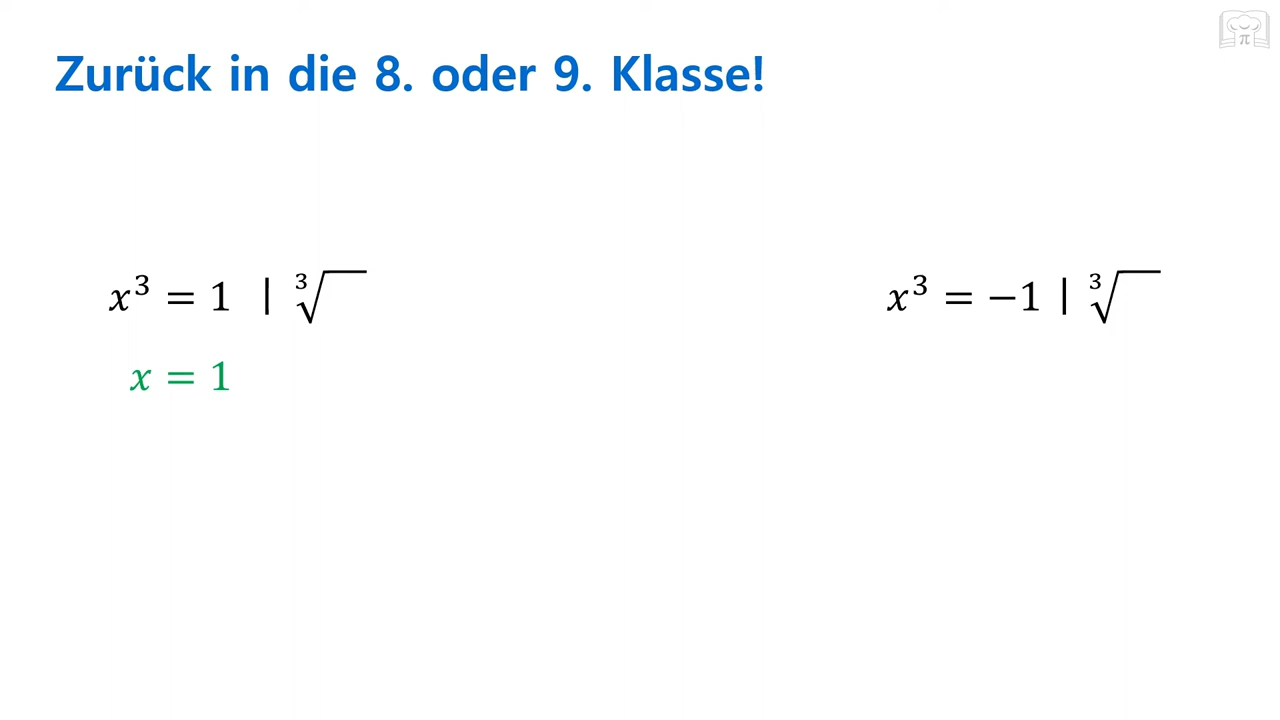 Zurück in die 8. oder 9. Klasse!
x³ = 1 | ∛
x³ = −1 | ∛
x = 1
π